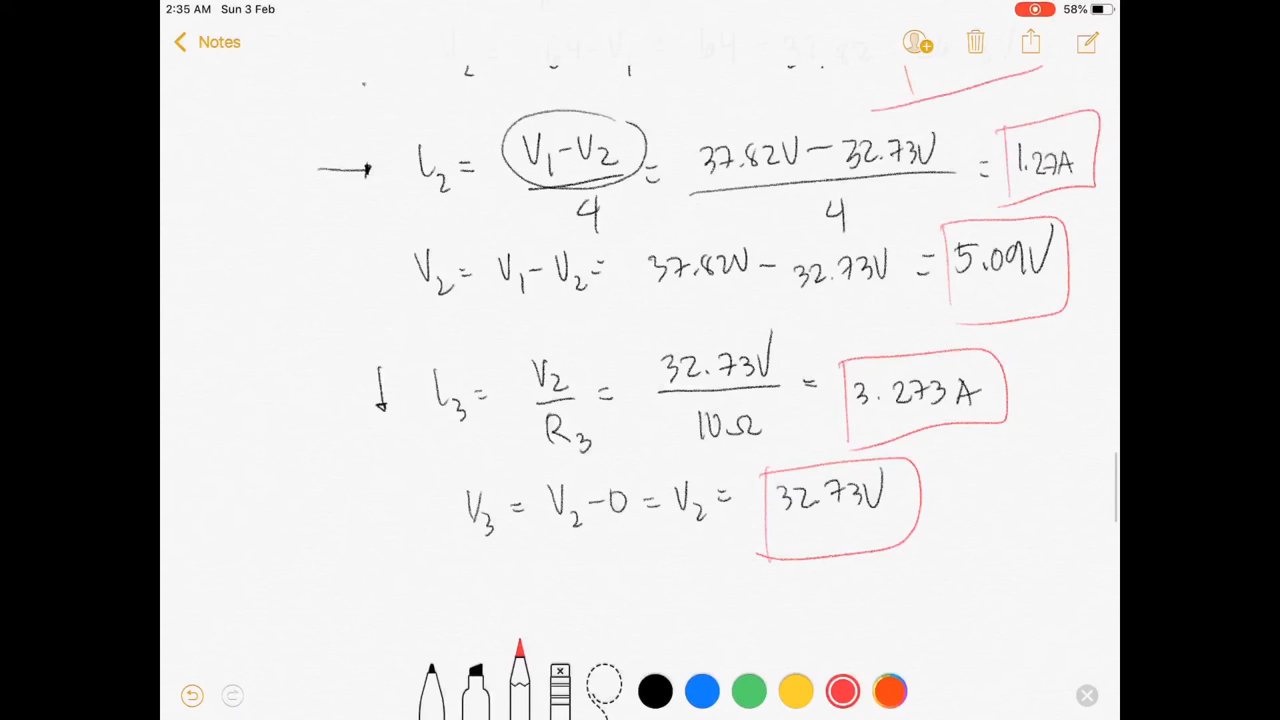 2:35 AM Sun 3 Feb 58%
Notes
→ i₂ = (V₁-V₂)/4 = (37.82V - 32.73V)/4 = 1.27A
V₂ = V₁-V₂ = 37.82V - 32.73V = 5.09V
↓ i₃ = V₂/R₃ = 32.73V/10Ω = 3.273A
V₃ = V₂-0 = V₂ = 32.73V